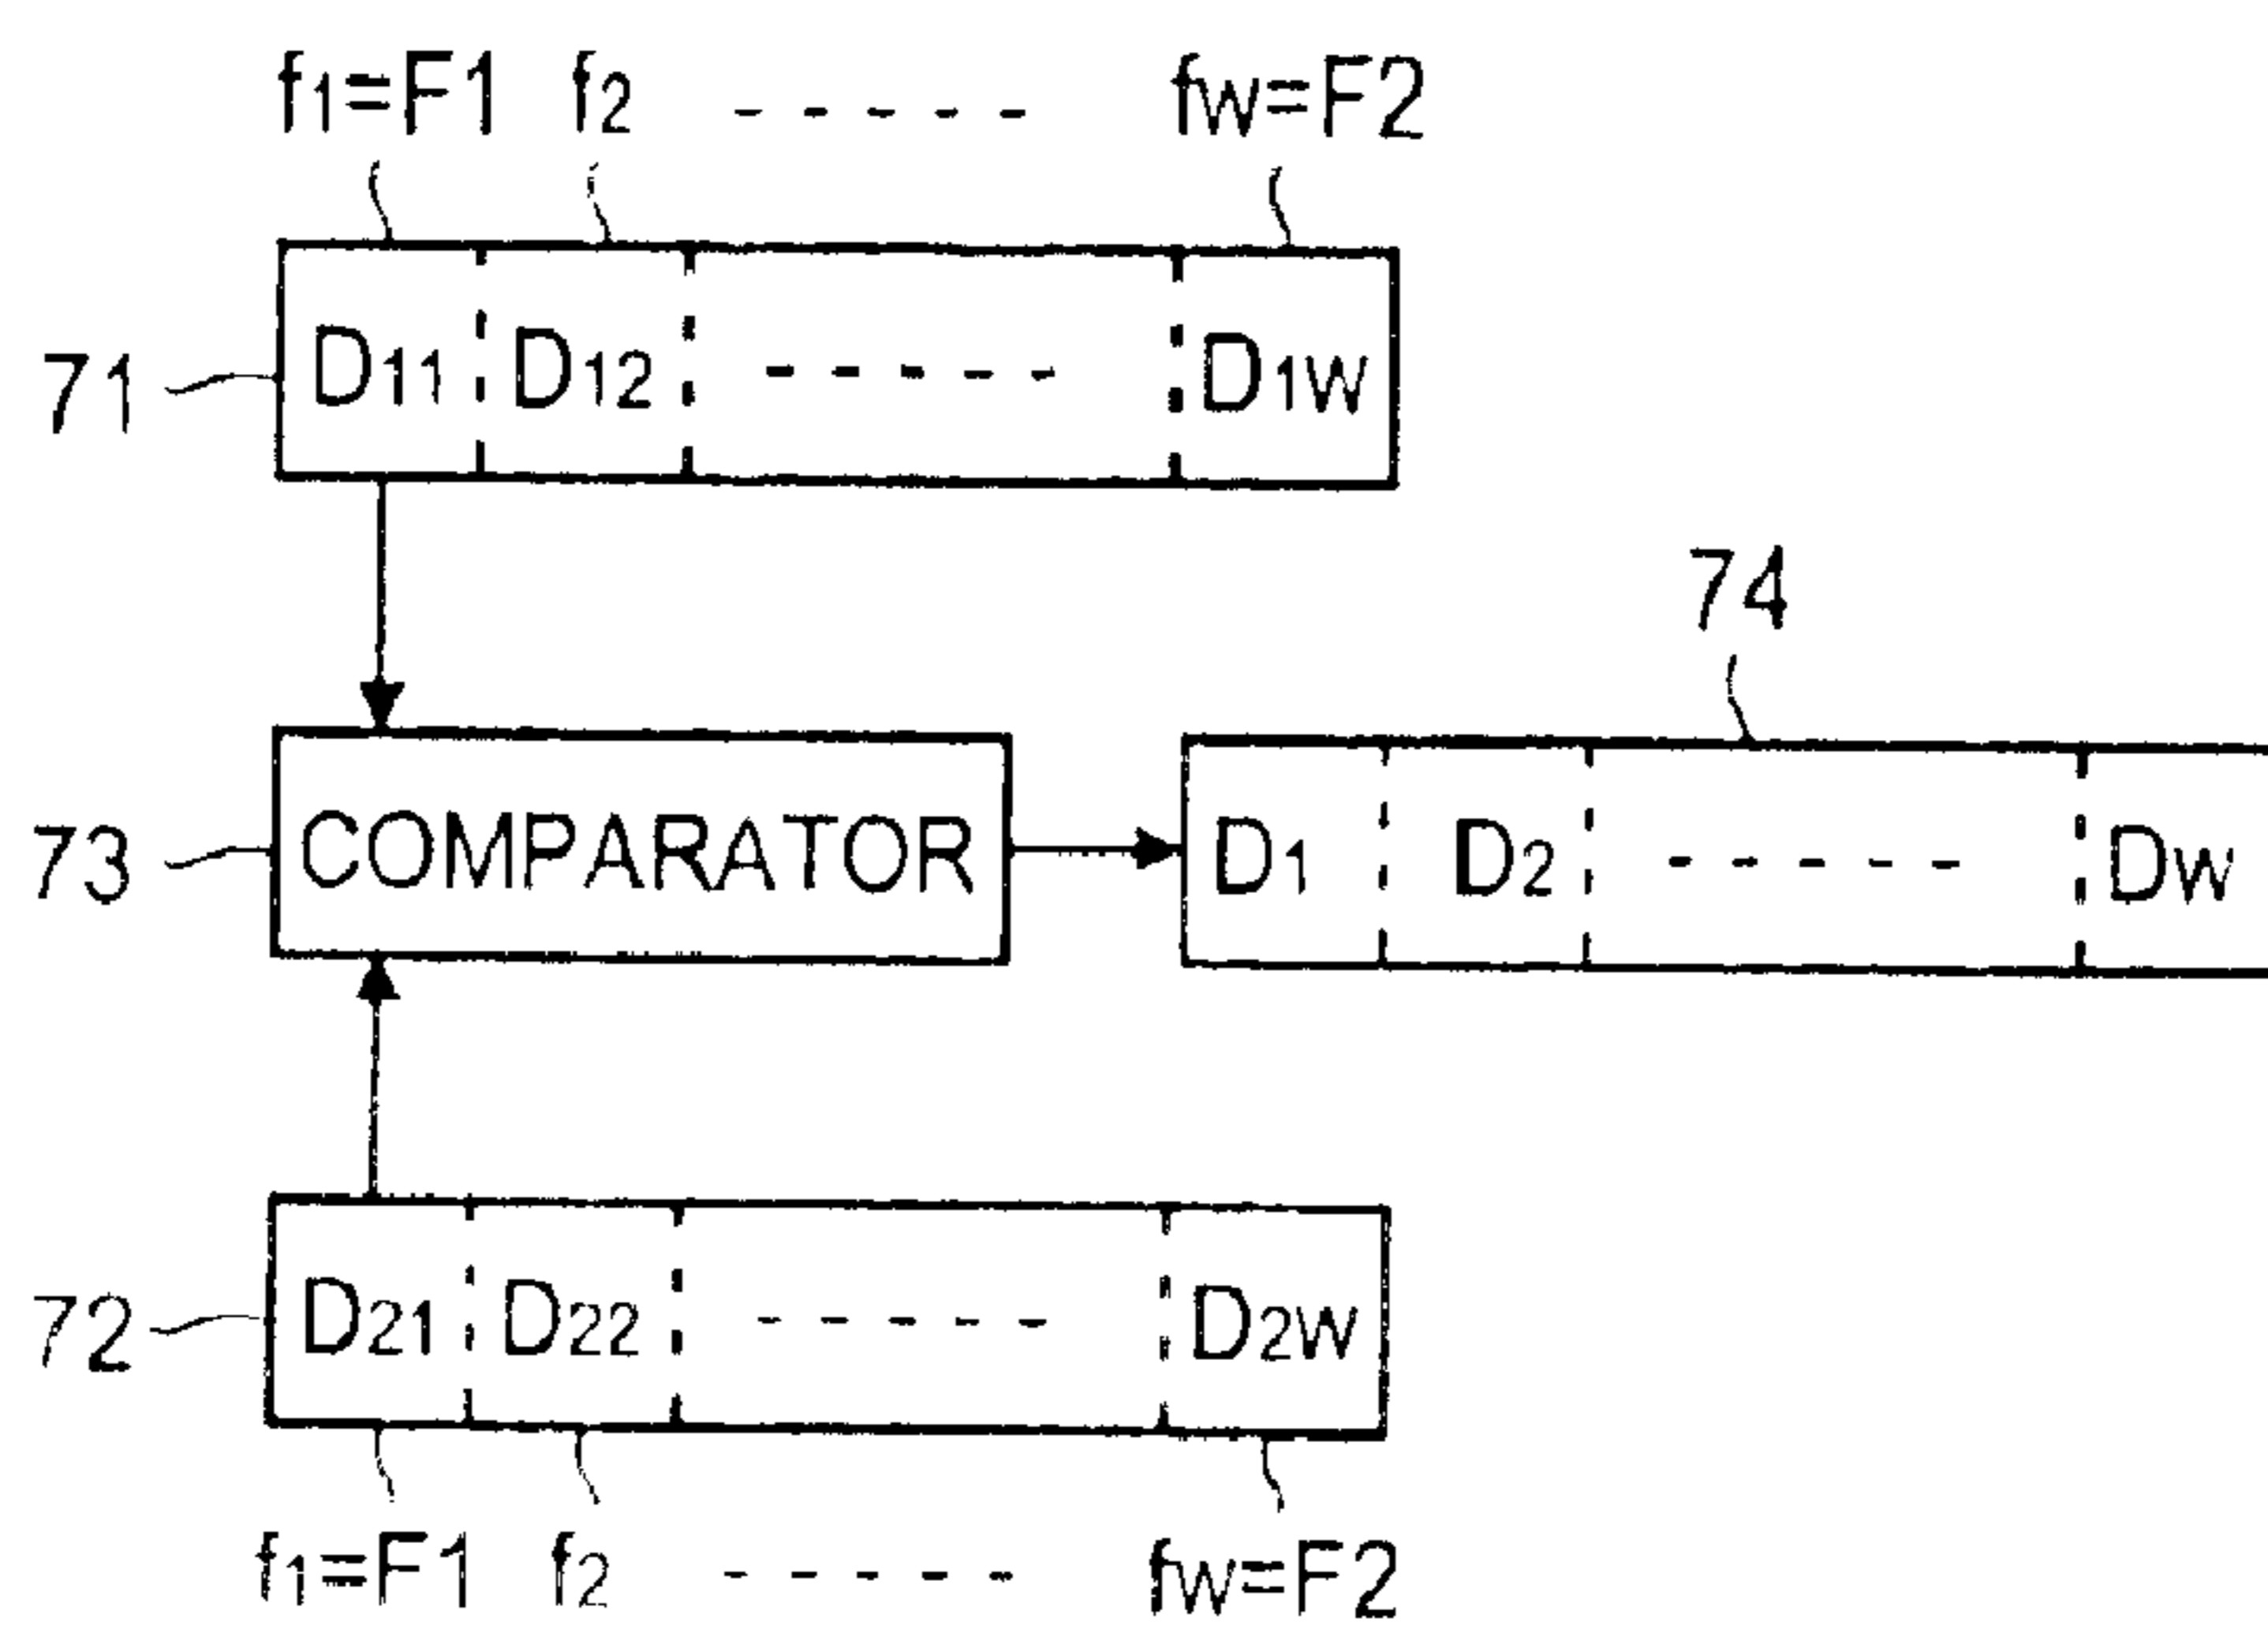 f1=F1 f2 - - - - - fw=F2
71 D11 D12 - - - - - D1W
74
73 COMPARATOR D1 D2 - - - - - DW
72 D21 D22 - - - - - D2W
f1=F1 f2 - - - - - fw=F2